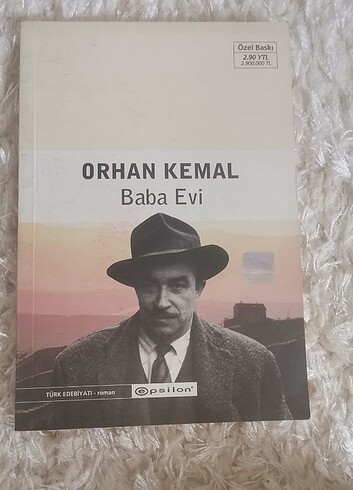 Özel Baskı
2.90 YTL
2.900.000 TL
ORHAN KEMAL
Baba Evi
TÜRK EDEBİYATI - roman
epsilon